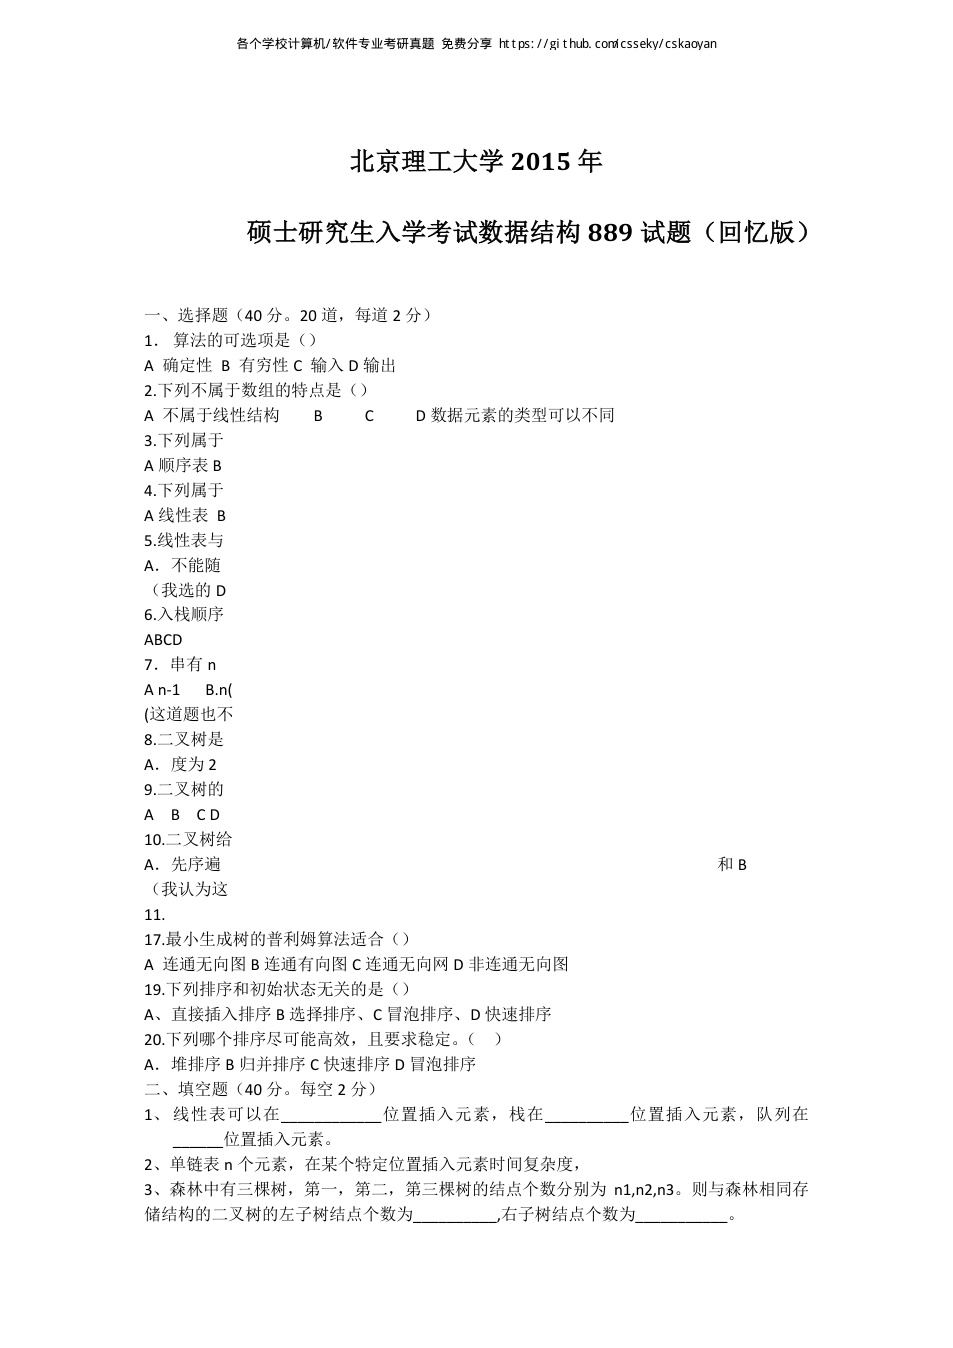 各个学校计算机/软件专业考研真题 免费分享 https://github.com/csseky/cskaoyan
北京理工大学 2015 年
硕士研究生入学考试数据结构 889 试题（回忆版）
一、选择题（40 分。20 道，每道 2 分）
1． 算法的可选项是（）
A 确定性 B 有穷性 C 输入 D 输出
2.下列不属于数组的特点是（）
A 不属于线性结构 B C D 数据元素的类型可以不同
3.下列属于
A 顺序表 B
4.下列属于
A 线性表 B
5.线性表与
A．不能随
（我选的 D
6.入栈顺序
ABCD
7．串有 n
A n-1 B.n(
(这道题也不
8.二叉树是
A．度为 2
9.二叉树的
A B C D
10.二叉树给
A．先序遍 和 B
（我认为这
11.
17.最小生成树的普利姆算法适合（）
A 连通无向图 B 连通有向图 C 连通无向网 D 非连通无向图
19.下列排序和初始状态无关的是（）
A、直接插入排序 B 选择排序、C 冒泡排序、D 快速排序
20.下列哪个排序尽可能高效，且要求稳定。（ ）
A．堆排序 B 归并排序 C 快速排序 D 冒泡排序
二、填空题（40 分。每空 2 分）
1、线性表可以在____________位置插入元素，栈在__________位置插入元素，队列在
______位置插入元素。
2、单链表 n 个元素，在某个特定位置插入元素时间复杂度，
3、森林中有三棵树，第一，第二，第三棵树的结点个数分别为 n1,n2,n3。则与森林相同存
储结构的二叉树的左子树结点个数为__________,右子树结点个数为___________。